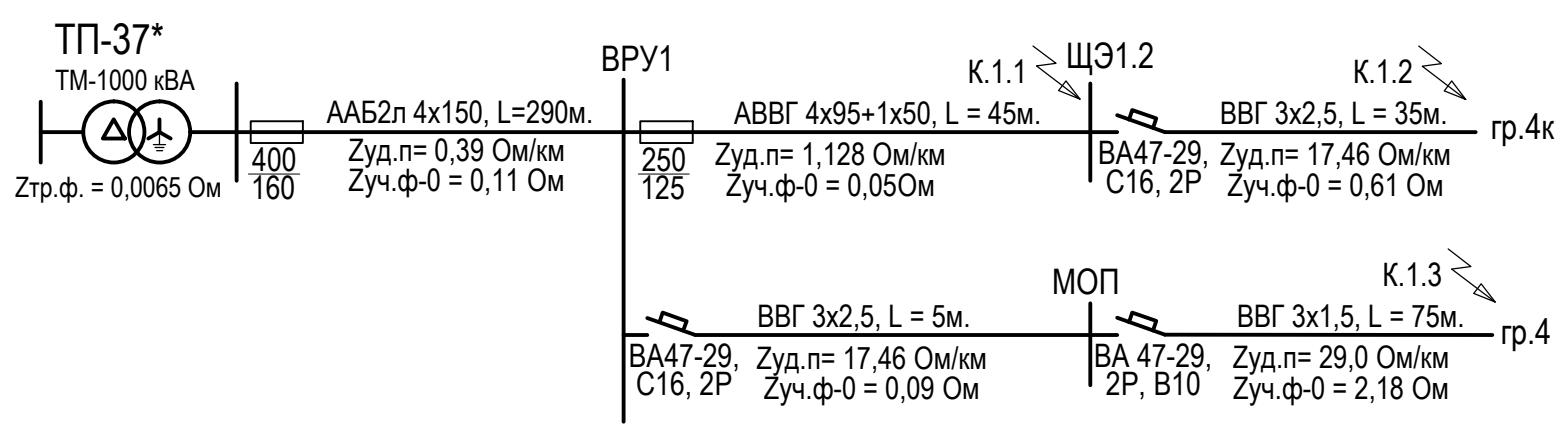 ТП-37*
ТМ-1000 кВА
Zтр.ф. = 0,0065 Ом
400
160
ААБ2л 4х150, L=290м.
Zуд.п= 0,39 Ом/км
Zуч.ф-0 = 0,11 Ом
ВРУ1
250
125
АВВГ 4х95+1х50, L = 45м.
Zуд.п= 1,128 Ом/км
Zуч.ф-0 = 0,05Ом
К.1.1
ЩЭ1.2
ВА47-29,
С16, 2Р
К.1.2
ВВГ 3х2,5, L = 35м.
Zуд.п= 17,46 Ом/км
Zуч.ф-0 = 0,61 Ом
гр.4к
ВА47-29,
С16, 2Р
ВВГ 3х2,5, L = 5м.
Zуд.п= 17,46 Ом/км
Zуч.ф-0 = 0,09 Ом
МОП
ВА 47-29,
2Р, В10
К.1.3
ВВГ 3х1,5, L = 75м.
Zуд.п= 29,0 Ом/км
Zуч.ф-0 = 2,18 Ом
гр.4